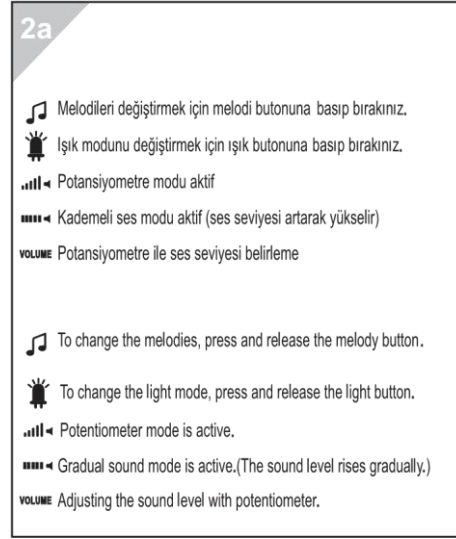 2a
Melodileri değiştirmek için melodi butonuna basıp bırakınız.
Işık modunu değiştirmek için ışık butonuna basıp bırakınız.
Potansiyometre modu aktif
Kademeli ses modu aktif (ses seviyesi artarak yükselir)
VOLUME Potansiyometre ile ses seviyesi belirleme
To change the melodies, press and release the melody button.
To change the light mode, press and release the light button.
Potentiometer mode is active.
Gradual sound mode is active.(The sound level rises gradually.)
VOLUME Adjusting the sound level with potentiometer.